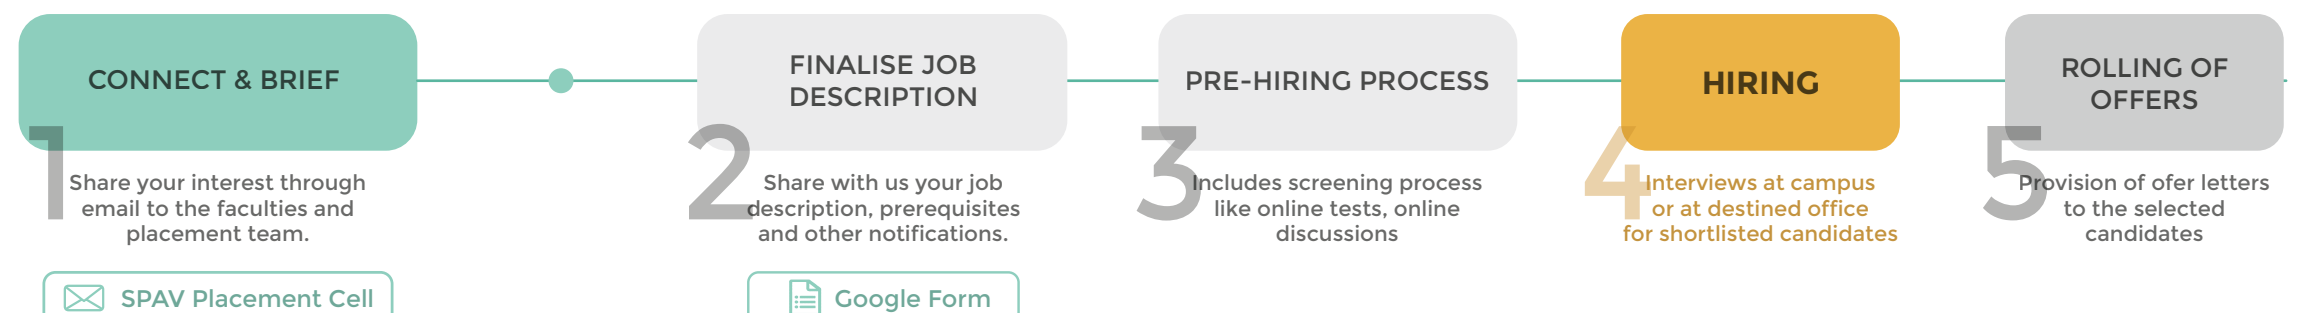 CONNECT & BRIEF
1
Share your interest through
email to the faculties and
placement team.
SPAV Placement Cell
FINALISE JOB
DESCRIPTION
2
Share with us your job
description, prerequisites
and other notifications.
Google Form
PRE-HIRING PROCESS
3
Includes screening process
like online tests, online
discussions
HIRING
4
Interviews at campus
or at destined office
for shortlisted candidates
ROLLING OF
OFFERS
5
Provision of ofer letters
to the selected
candidates